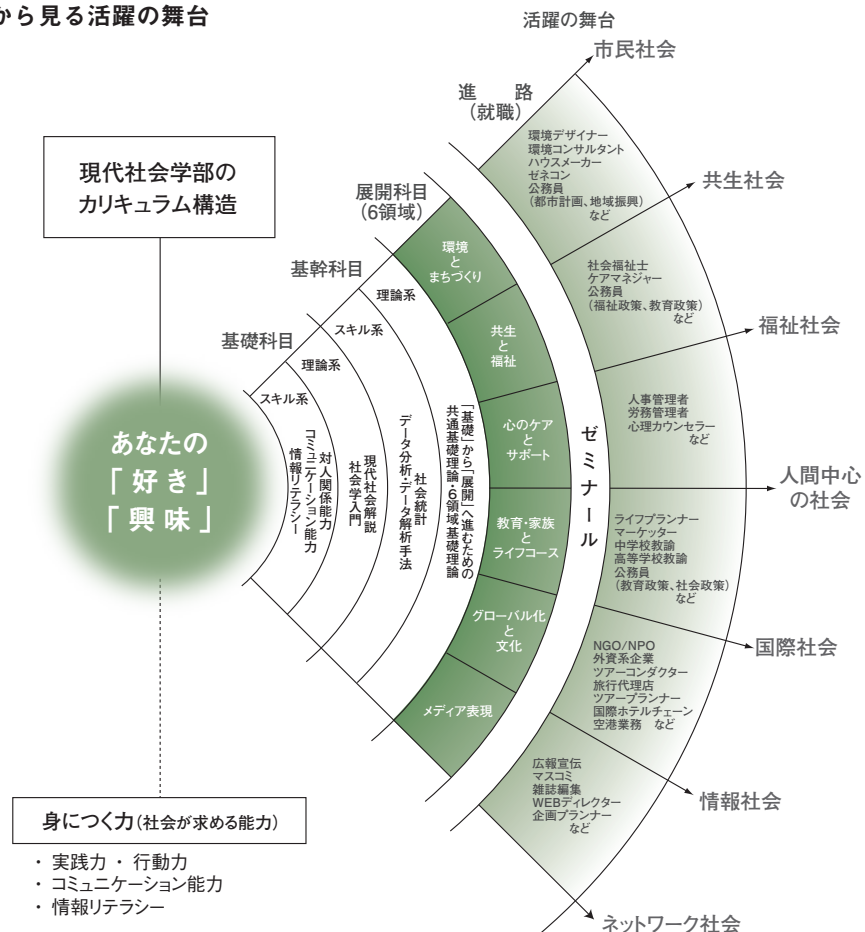 から見る活躍の舞台
活躍の舞台
市民社会
共生社会
福祉社会
人間中心
の社会
国際社会
情報社会
ネットワーク社会
進　路
(就職)
環境デザイナー
環境コンサルタント
ハウスメーカー
ゼネコン
公務員
(都市計画、地域振興)
など
社会福祉士
ケアマネジャー
公務員
(福祉政策、教育政策)
など
人事管理者
労務管理者
心理カウンセラー
など
ライフプランナー
マーケッター
中学校教諭
高等学校教諭
公務員
(教育政策、社会政策)
など
NGO/NPO
外資系企業
ツアーコンダクター
旅行代理店
ツアープランナー
国際ホテルチェーン
空港業務　など
広報宣伝
マスコミ
雑誌編集
WEBディレクター
企画プランナー
など
ゼミナール
展開科目
(6領域)
環境
と
まちづくり
共生
と
福祉
心のケア
と
サポート
教育・家族
と
ライフコース
グローバル化
と
文化
メディア表現
基幹科目
理論系
「基礎」から「展開」へ進むための
共通基礎理論・6領域基礎理論
スキル系
社会統計
データ分析・データ解析手法
基礎科目
理論系
現代社会解説
社会学入門
スキル系
対人関係能力
コミュニケーション能力
情報リテラシー
現代社会学部の
カリキュラム構造
あなたの
「好き」
「興味」
身につく力(社会が求める能力)
・ 実践力 ・ 行動力
・ コミュニケーション能力
・ 情報リテラシー